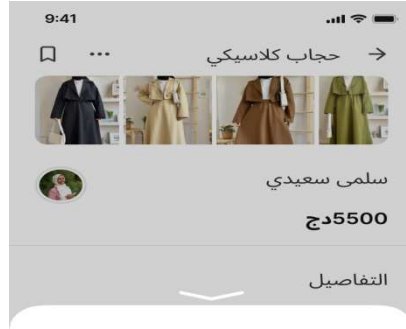 9:41
حجاب كلاسيكي
سلمى سعيدي
5500دج
التفاصيل